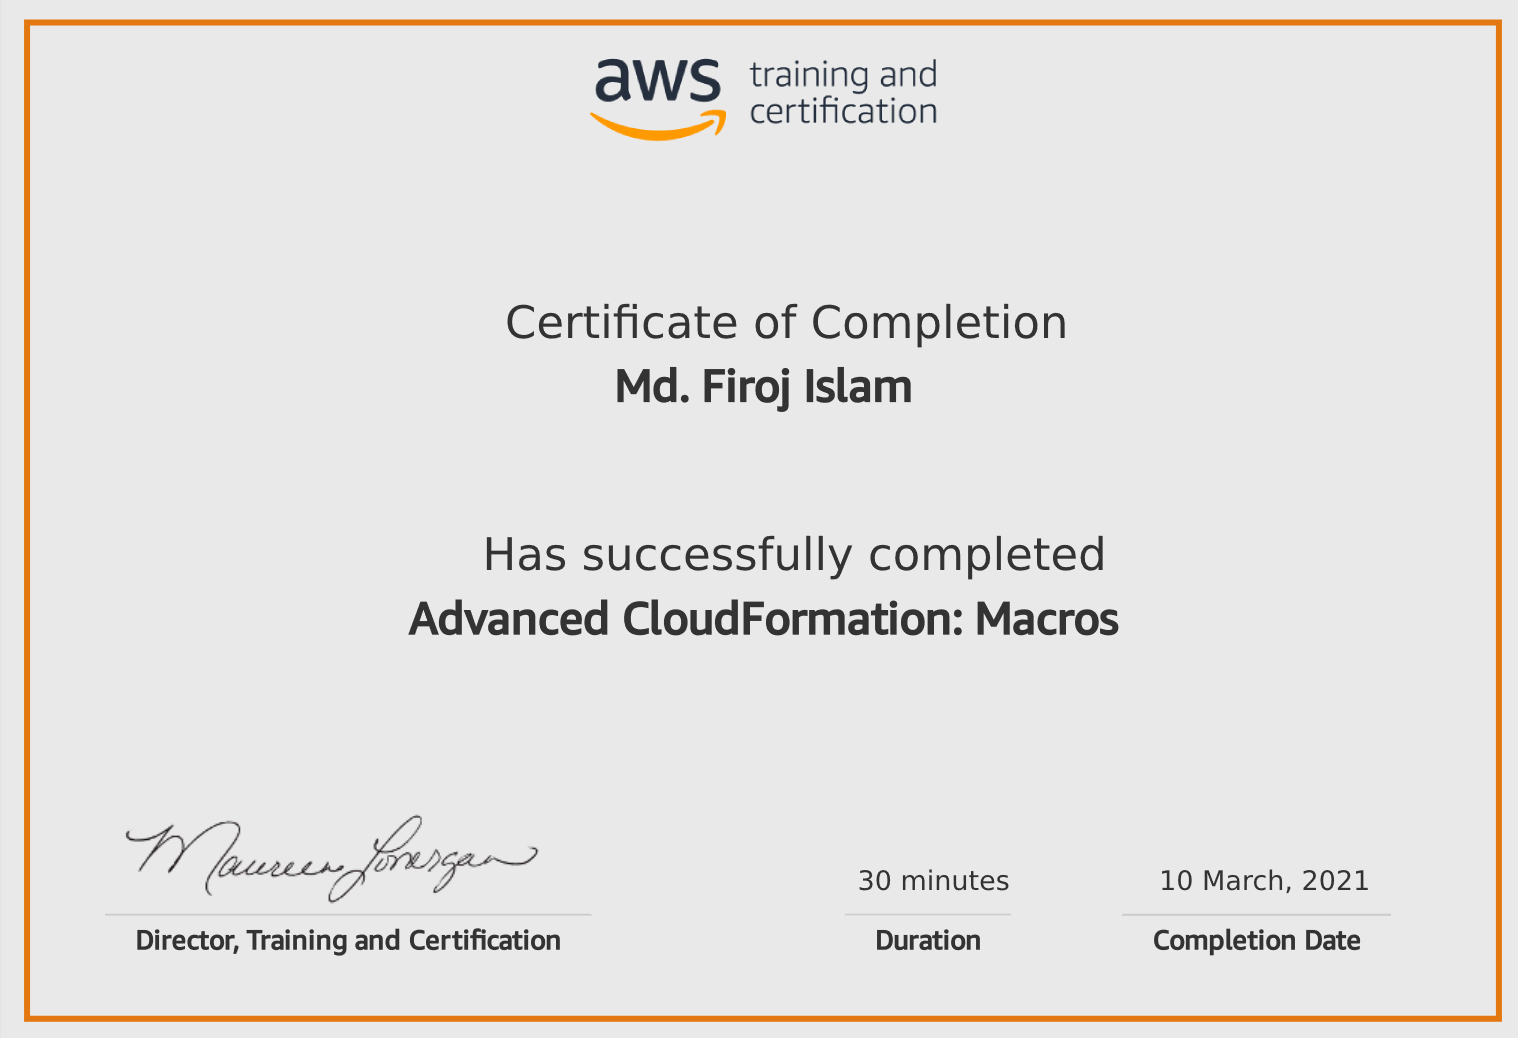 aws training and
certification
Certificate of Completion
Md. Firoj Islam
Has successfully completed
Advanced CloudFormation: Macros
Maureen Lonergan
30 minutes
10 March, 2021
Director, Training and Certification
Duration
Completion Date